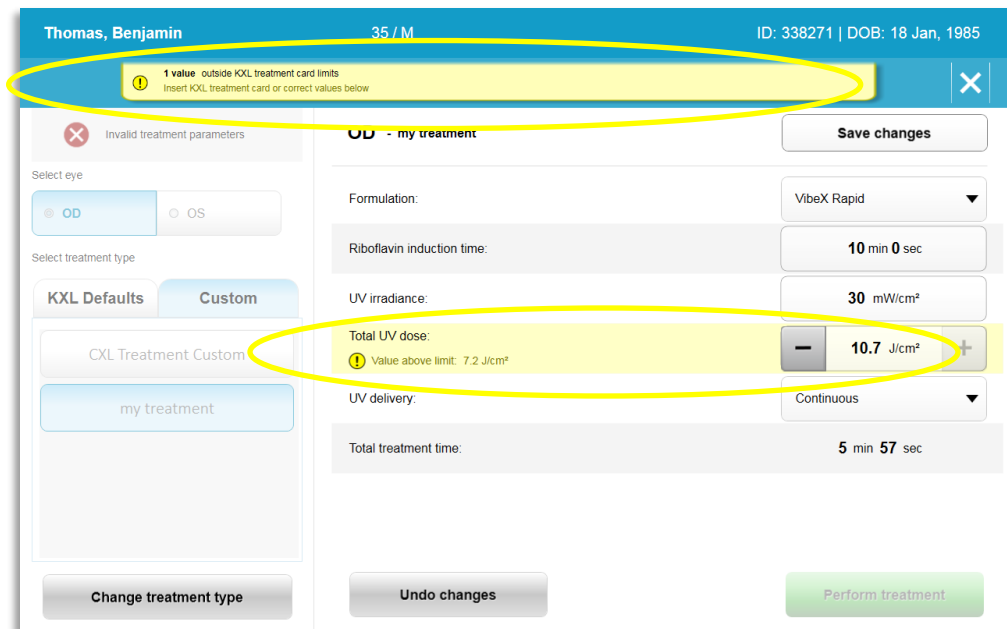 Thomas, Benjamin 35 / M ID: 338271 | DOB: 18 Jan, 1985
1 value outside KXL treatment card limits
Insert KXL treatment card or correct values below
Invalid treatment parameters
OD - my treatment
Save changes
Select eye
OD OS
Select treatment type
KXL Defaults Custom
CXL Treatment Custom
my treatment
Formulation: VibeX Rapid
Riboflavin induction time: 10 min 0 sec
UV irradiance: 30 mW/cm²
Total UV dose: 10.7 J/cm²
Value above limit: 7.2 J/cm²
UV delivery: Continuous
Total treatment time: 5 min 57 sec
Change treatment type
Undo changes
Perform treatment